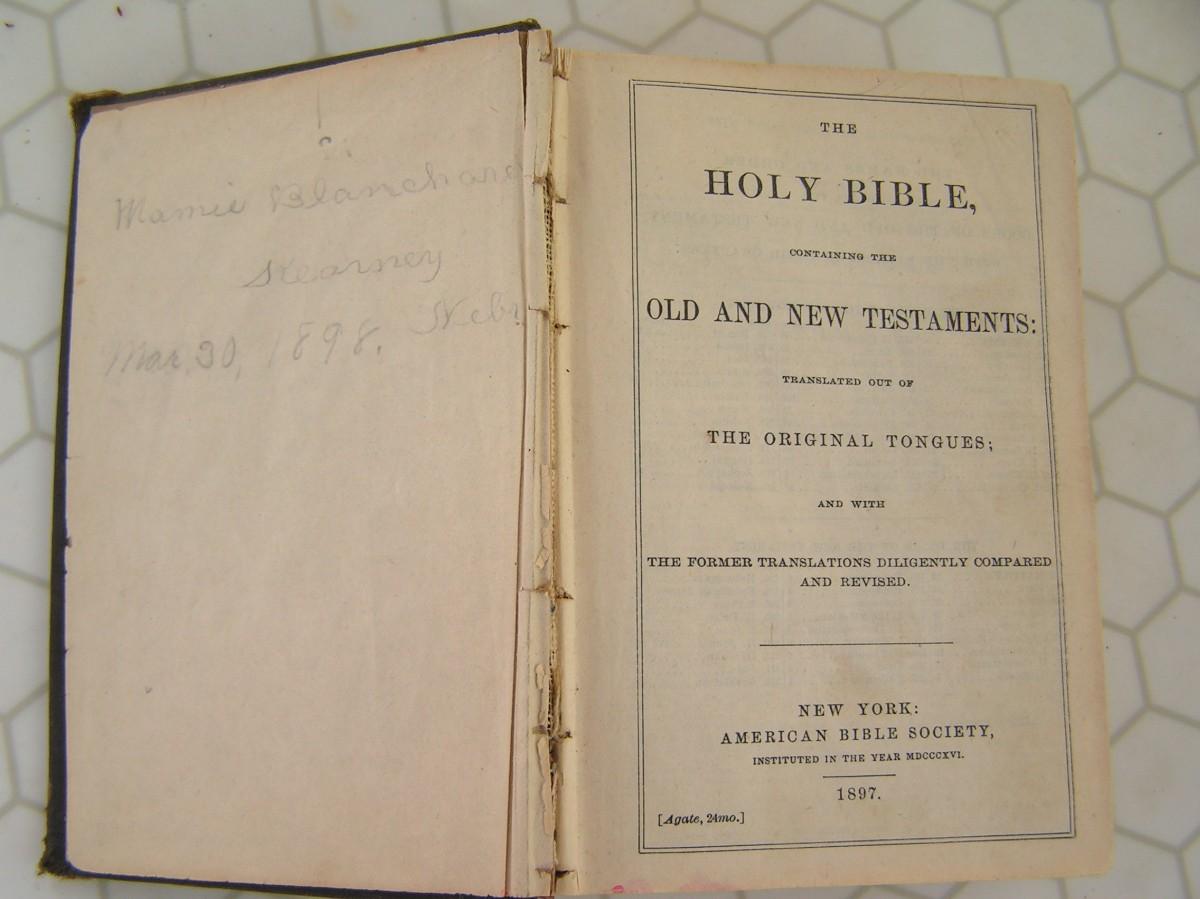 Mamie Blanchard
Kearney
Nebr
Mar. 30, 1898.
THE
HOLY BIBLE,
CONTAINING THE
OLD AND NEW TESTAMENTS:
TRANSLATED OUT OF
THE ORIGINAL TONGUES;
AND WITH
THE FORMER TRANSLATIONS DILIGENTLY COMPARED
AND REVISED.
NEW YORK:
AMERICAN BIBLE SOCIETY,
INSTITUTED IN THE YEAR MDCCCXVI.
1897.
[Agate, 24mo.]